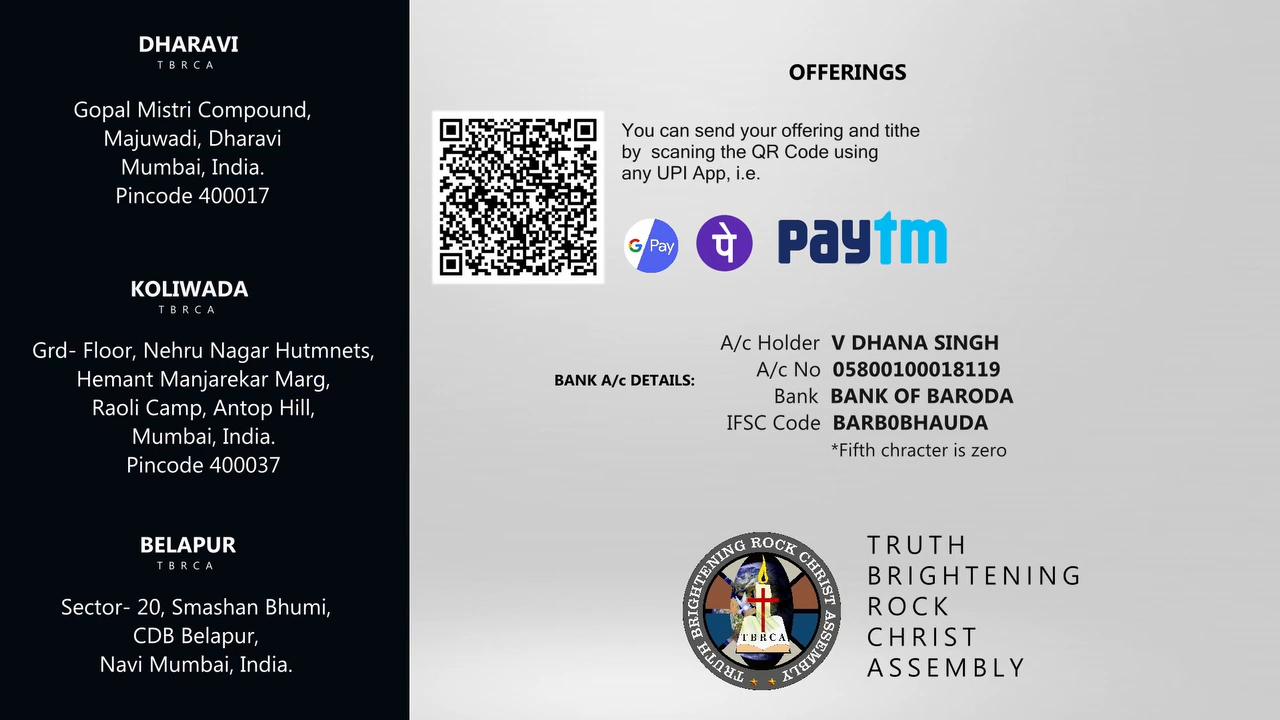 DHARAVI
TBRCA
Gopal Mistri Compound,
Majuwadi, Dharavi
Mumbai, India.
Pincode 400017
KOLIWADA
TBRCA
Grd- Floor, Nehru Nagar Hutmnets,
Hemant Manjarekar Marg,
Raoli Camp, Antop Hill,
Mumbai, India.
Pincode 400037
BELAPUR
TBRCA
Sector- 20, Smashan Bhumi,
CDB Belapur,
Navi Mumbai, India.
OFFERINGS
You can send your offering and tithe
by scaning the QR Code using
any UPI App, i.e.
G Pay पे paytm
BANK A/c DETAILS:
A/c Holder V DHANA SINGH
A/c No 05800100018119
Bank BANK OF BARODA
IFSC Code BARB0BHAUDA
*Fifth chracter is zero
TRUTH BRIGHTENING ROCK CHRIST ASSEMBLY
TBRCA
TRUTH
BRIGHTENING
ROCK
CHRIST
ASSEMBLY